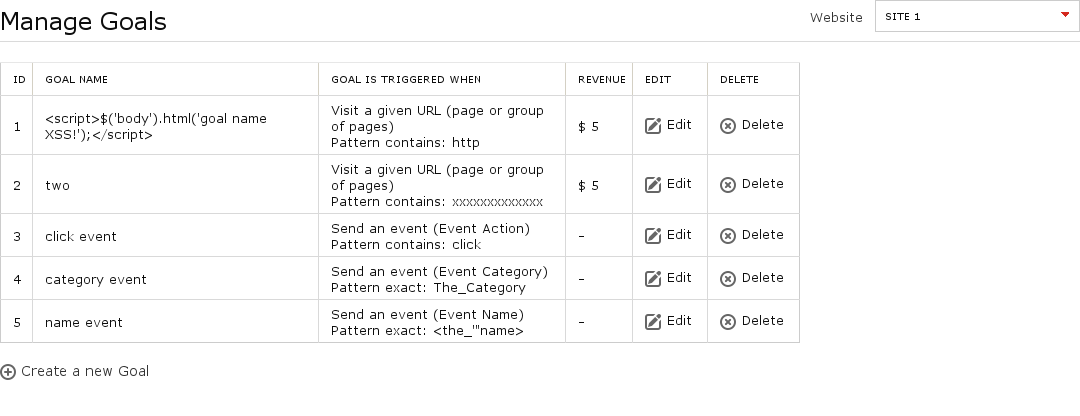 Manage Goals
Website
SITE 1
ID GOAL NAME GOAL IS TRIGGERED WHEN REVENUE EDIT DELETE
1
<script>$('body').html('goal name
XSS!');</script>
Visit a given URL (page or group
of pages)
Pattern contains: http
$ 5
Edit
Delete
2
two
Visit a given URL (page or group
of pages)
Pattern contains: xxxxxxxxxxxxx
$ 5
Edit
Delete
3
click event
Send an event (Event Action)
Pattern contains: click
-
Edit
Delete
4
category event
Send an event (Event Category)
Pattern exact: The_Category
-
Edit
Delete
5
name event
Send an event (Event Name)
Pattern exact: <the_'"name>
-
Edit
Delete
Create a new Goal